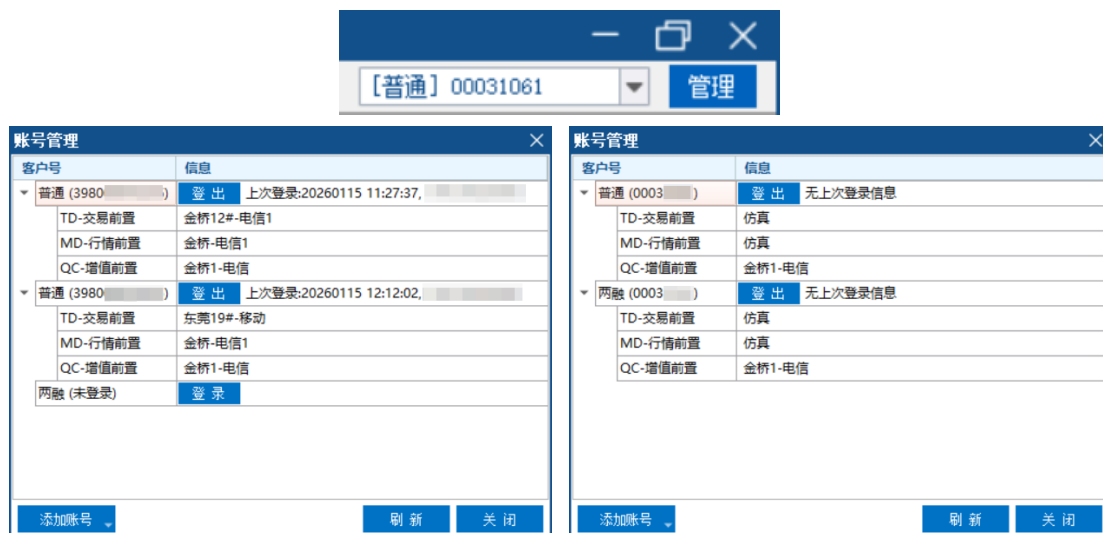 [普通] 00031061 管理
账号管理
客户号 信息
普通 (3980 ) 登 出 上次登录:20260115 11:27:37,
TD-交易前置 金桥12#-电信1
MD-行情前置 金桥-电信1
QC-增值前置 金桥1-电信
普通 (3980 ) 登 出 上次登录:20260115 12:12:02,
TD-交易前置 东莞19#-移动
MD-行情前置 金桥-电信1
QC-增值前置 金桥1-电信
两融 (未登录) 登 录
添加账号 刷 新 关 闭
账号管理
客户号 信息
普通 (0003 ) 登 出 无上次登录信息
TD-交易前置 仿真
MD-行情前置 仿真
QC-增值前置 金桥1-电信
两融 (0003 ) 登 出 无上次登录信息
TD-交易前置 仿真
MD-行情前置 仿真
QC-增值前置 金桥1-电信
添加账号 刷 新 关 闭